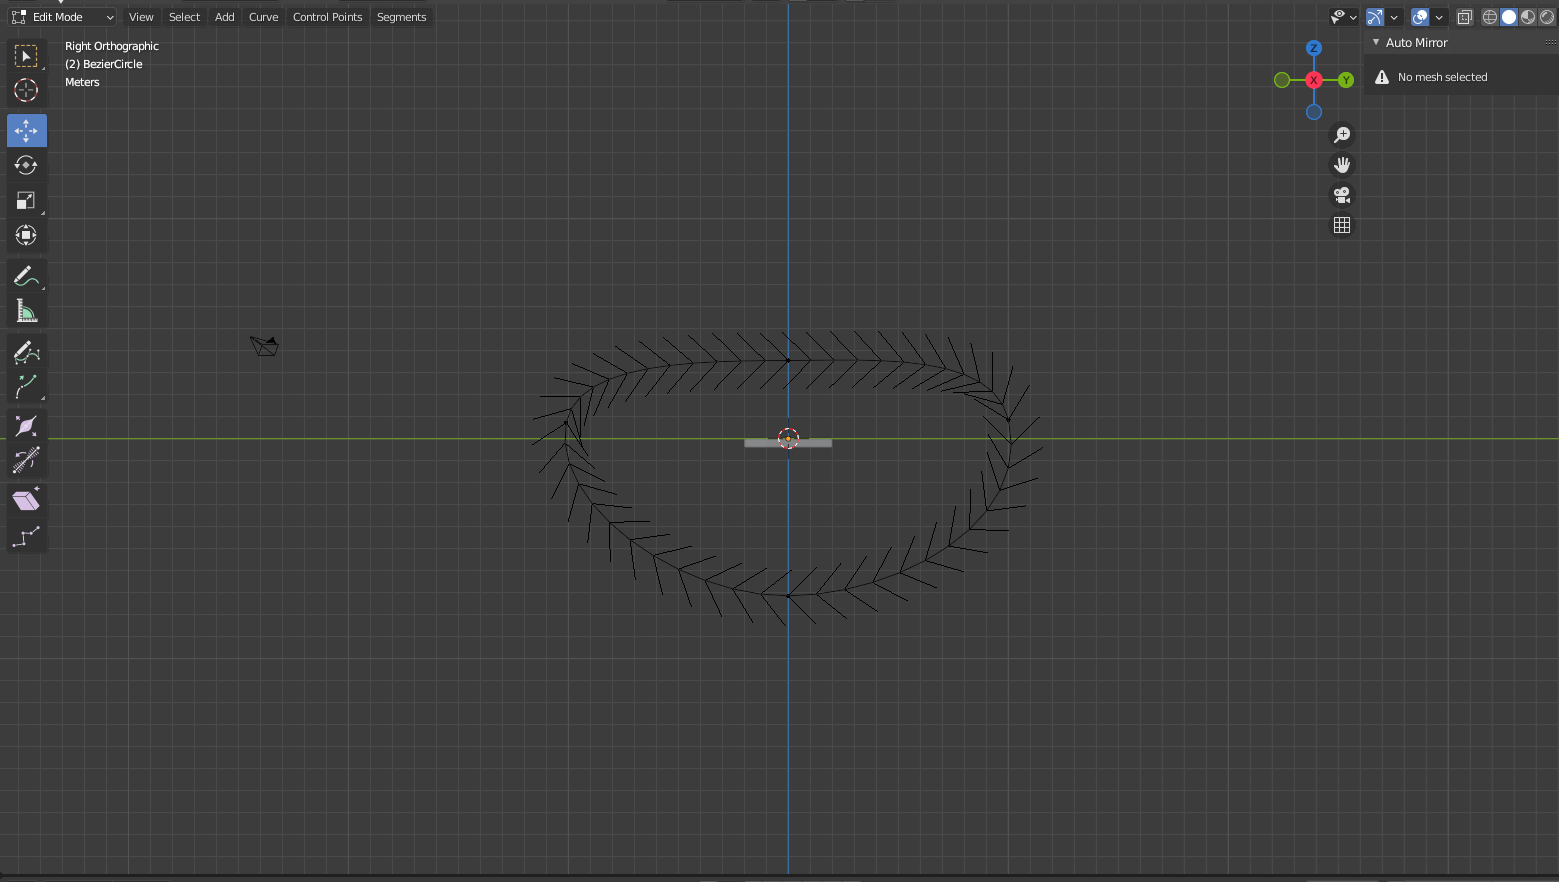 Edit Mode View Select Add Curve Control Points Segments
Right Orthographic
(2) BezierCircle
Meters
Auto Mirror
No mesh selected
Z
X
Y